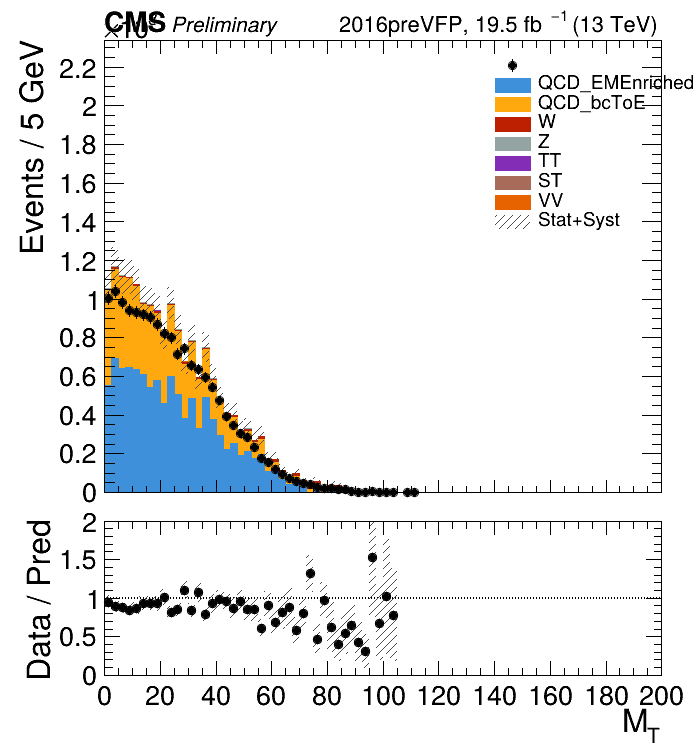 CMS Preliminary 2016preVFP, 19.5 fb⁻¹ (13 TeV)
Events / 5 GeV
2.2
2
1.8
1.6
1.4
1.2
1
0.8
0.6
0.4
0.2
0
QCD_EMEnriched
QCD_bcToE
W
Z
TT
ST
VV
Stat+Syst
Data / Pred
2
1.5
1
0.5
0
0 20 40 60 80 100 120 140 160 180 200
M_T